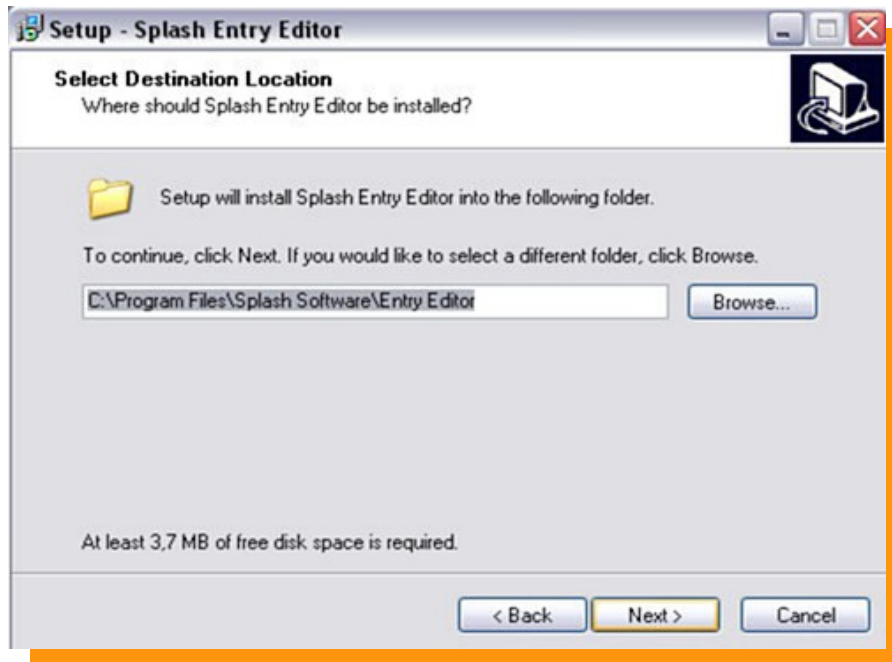 Setup - Splash Entry Editor
Select Destination Location
Where should Splash Entry Editor be installed?
Setup will install Splash Entry Editor into the following folder.
To continue, click Next. If you would like to select a different folder, click Browse.
C:\Program Files\Splash Software\Entry Editor
Browse...
At least 3,7 MB of free disk space is required.
< Back Next > Cancel